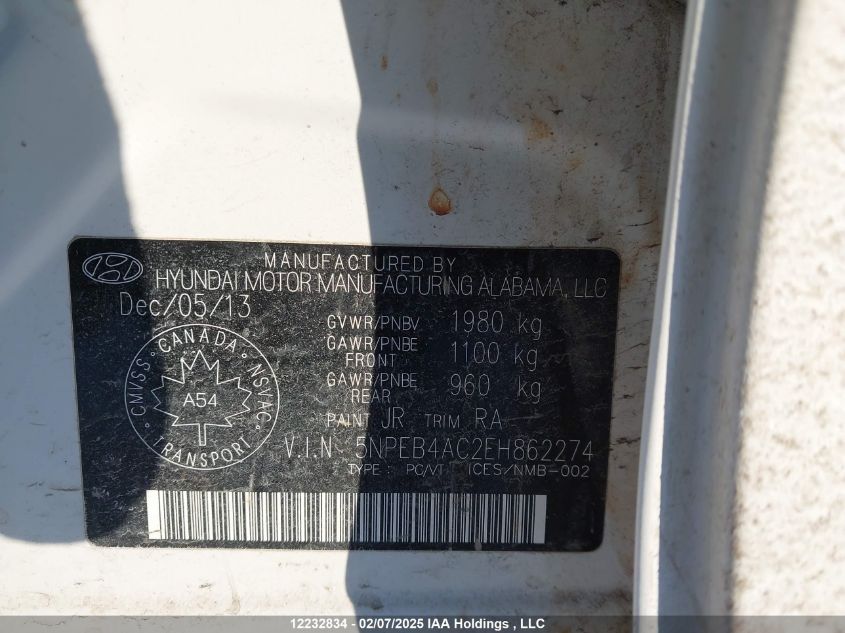 MANUFACTURED BY
HYUNDAI MOTOR MANUFACTURING ALABAMA, LLC
Dec/05/13
GVWR/PNBV 1980 kg
GAWR/PNBE FRONT 1100 kg
GAWR/PNBE REAR 960 kg
PAINT JR TRIM RA
V.I.N 5NPEB4AC2EH862274
TYPE : PC/VT ICES/NMB-002
CANADA
CMVSS NSVAC
A54
TRANSPORT
12232834 - 02/07/2025 IAA Holdings , LLC